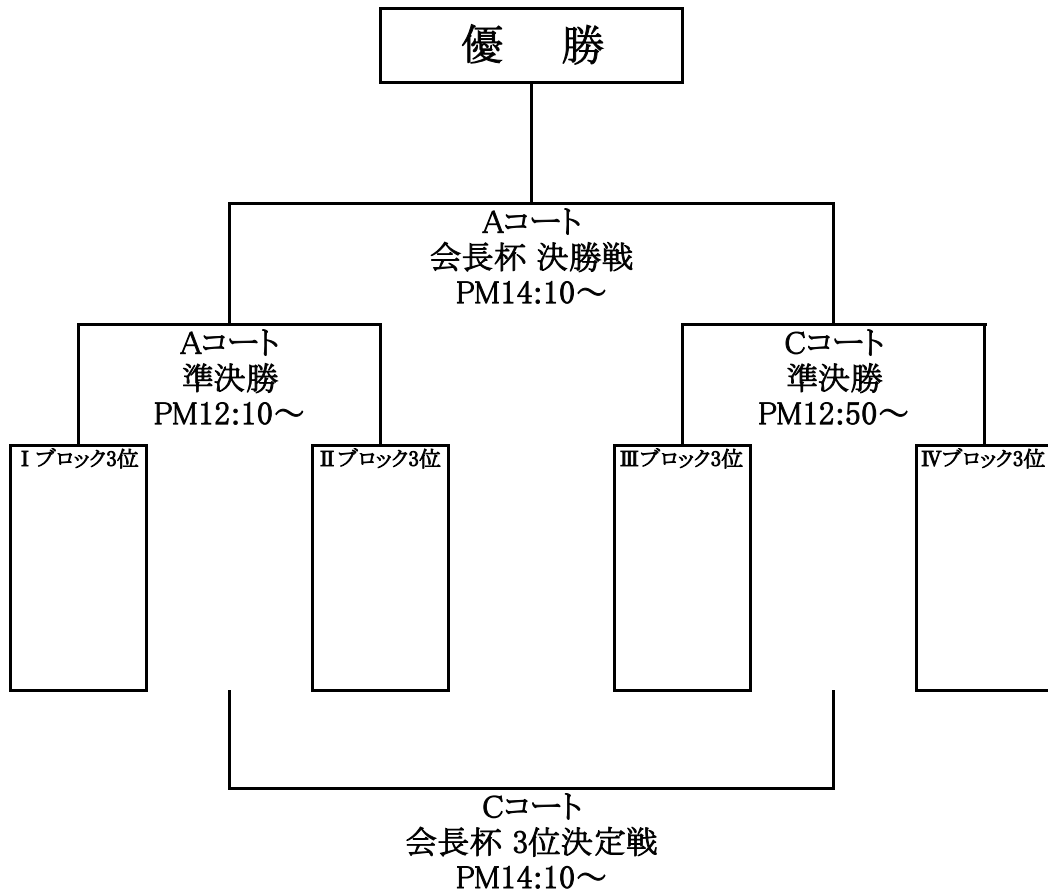 優　勝
Aコート
会長杯 決勝戦
PM14:10～
Aコート
準決勝
PM12:10～
Cコート
準決勝
PM12:50～
Ⅰブロック3位
Ⅱブロック3位
Ⅲブロック3位
Ⅳブロック3位
Cコート
会長杯 3位決定戦
PM14:10～